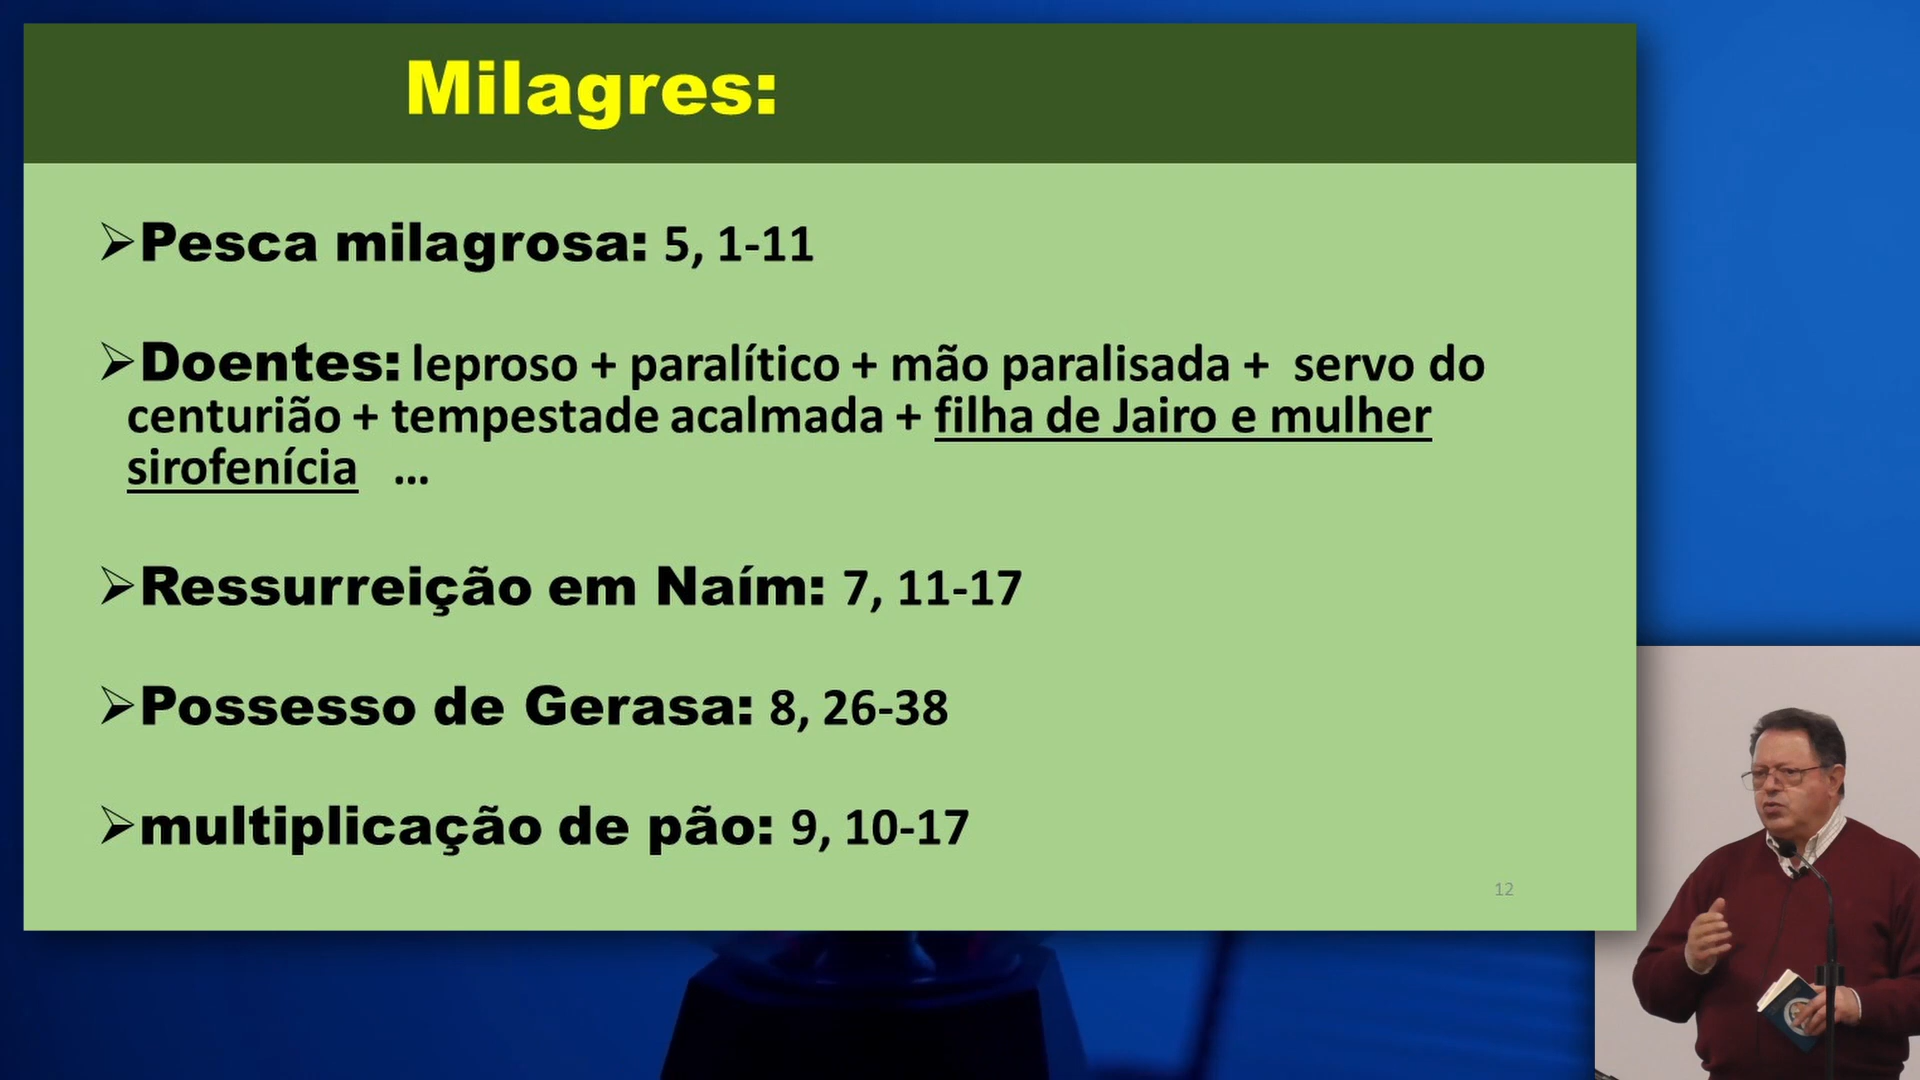 Milagres:
➢Pesca milagrosa: 5, 1-11
➢Doentes: leproso + paralítico + mão paralisada + servo do
centurião + tempestade acalmada + filha de Jairo e mulher
sirofenícia ...
➢Ressurreição em Naím: 7, 11-17
➢Possesso de Gerasa: 8, 26-38
➢multiplicação de pão: 9, 10-17
12